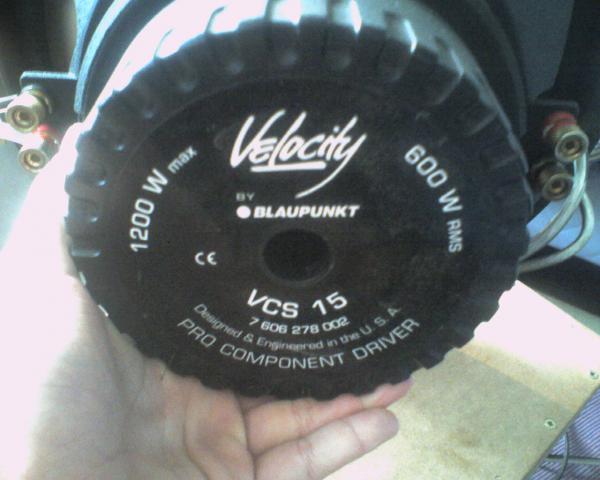 Velocity
BY
BLAUPUNKT
1200 W max
600 W RMS
CE
VCS 15
7 606 278 002
Designed & Engineered in the U.S.A.
PRO COMPONENT DRIVER